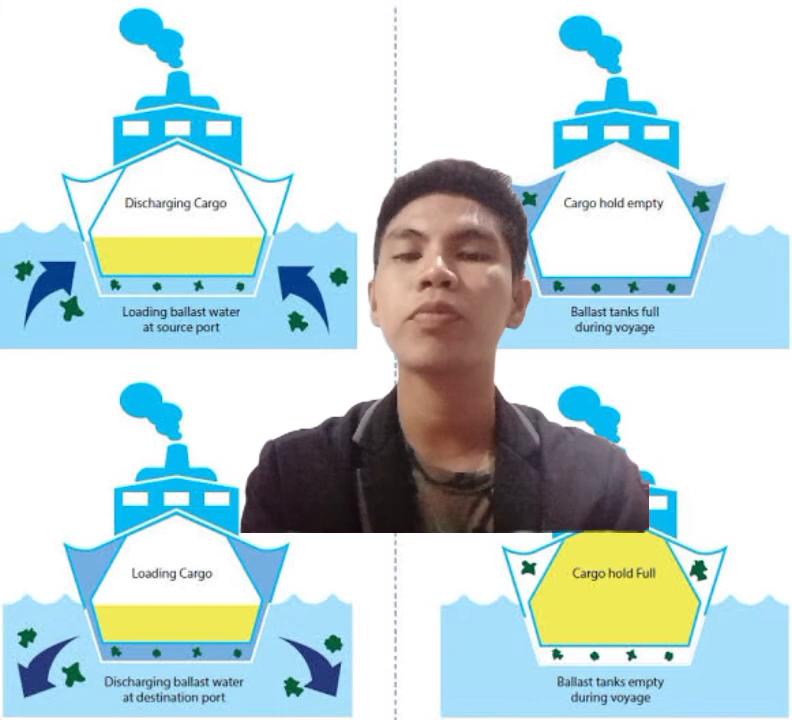 Discharging Cargo
Loading ballast water
at source port
Cargo hold empty
Ballast tanks full
during voyage
Loading Cargo
Discharging ballast water
at destination port
Cargo hold Full
Ballast tanks empty
during voyage